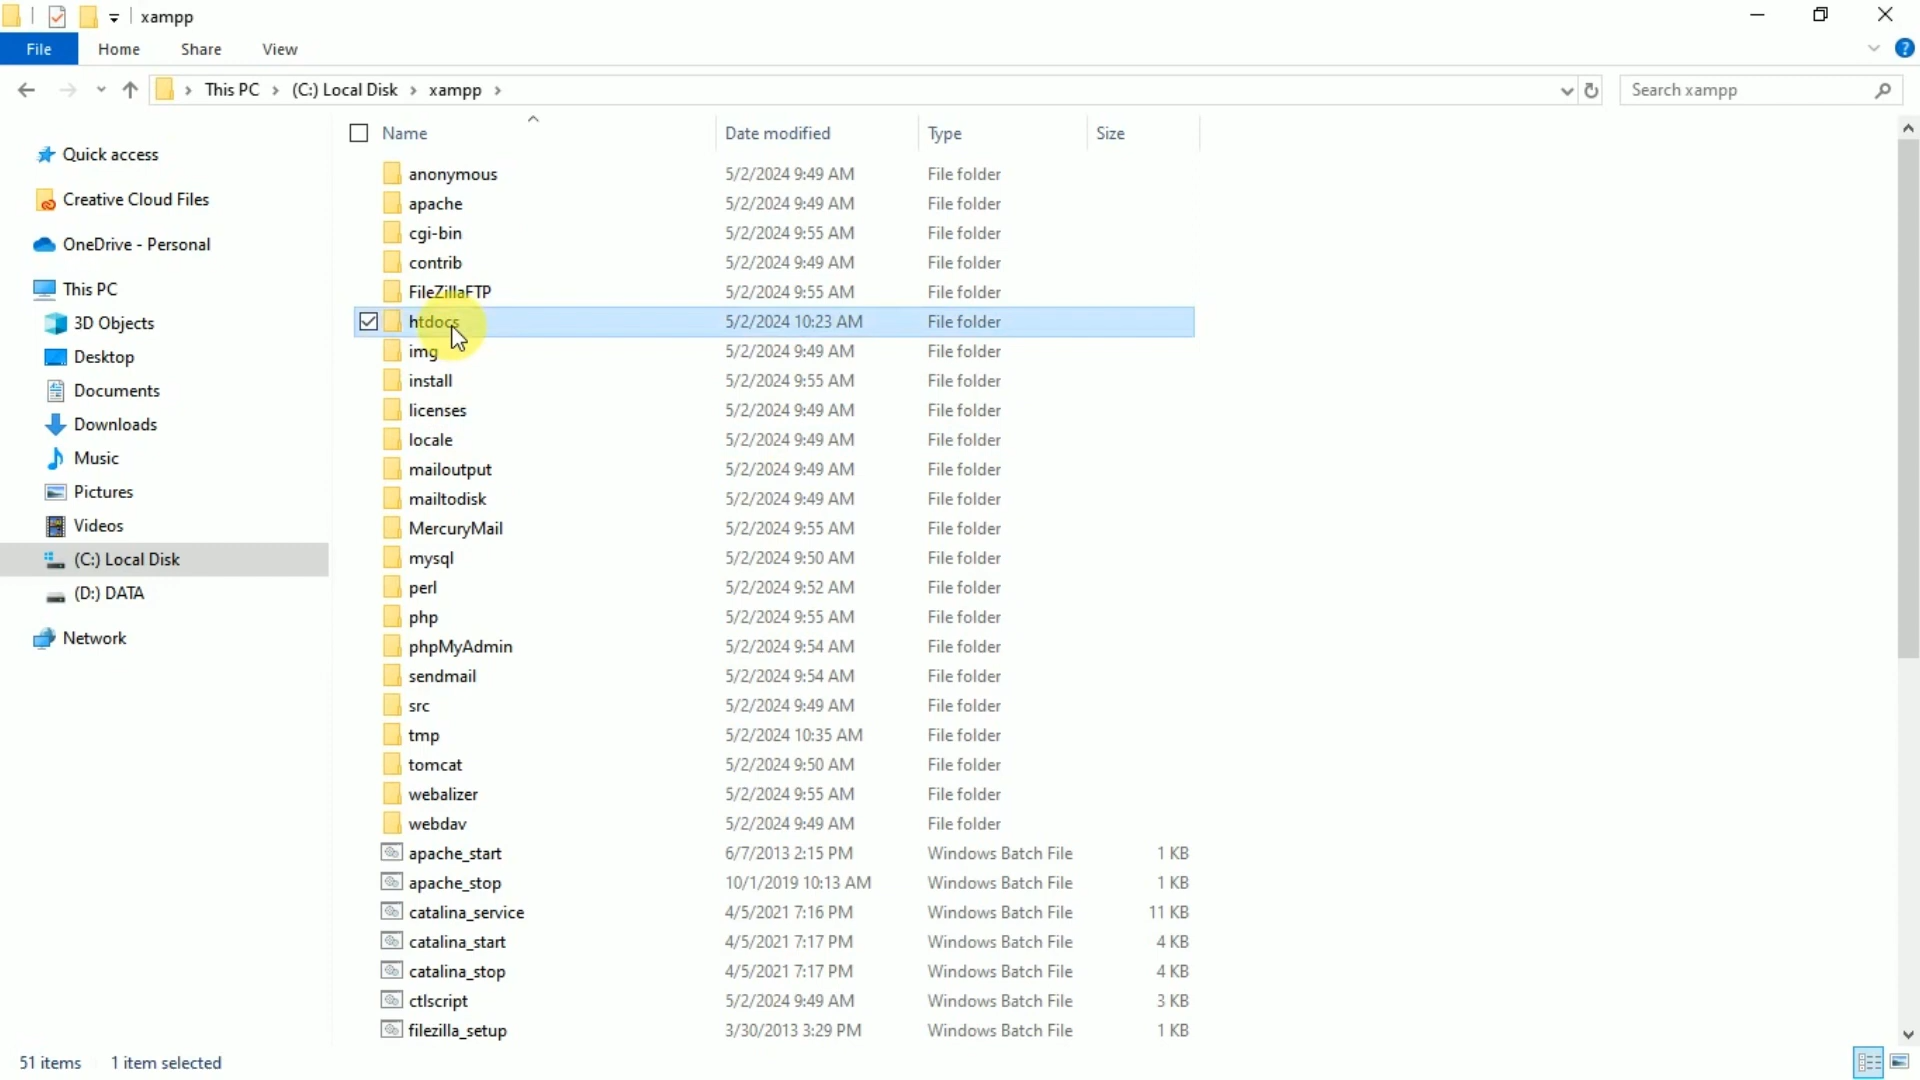 xampp
File Home Share View
This PC (C:) Local Disk xampp Search xampp
Name Date modified Type Size
Quick access
Creative Cloud Files
OneDrive - Personal
This PC
3D Objects
Desktop
Documents
Downloads
Music
Pictures
Videos
(C:) Local Disk
(D:) DATA
Network
anonymous 5/2/2024 9:49 AM File folder
apache 5/2/2024 9:49 AM File folder
cgi-bin 5/2/2024 9:55 AM File folder
contrib 5/2/2024 9:49 AM File folder
FileZillaFTP 5/2/2024 9:55 AM File folder
htdocs 5/2/2024 10:23 AM File folder
img 5/2/2024 9:49 AM File folder
install 5/2/2024 9:55 AM File folder
licenses 5/2/2024 9:49 AM File folder
locale 5/2/2024 9:49 AM File folder
mailoutput 5/2/2024 9:49 AM File folder
mailtodisk 5/2/2024 9:49 AM File folder
MercuryMail 5/2/2024 9:55 AM File folder
mysql 5/2/2024 9:50 AM File folder
perl 5/2/2024 9:52 AM File folder
php 5/2/2024 9:55 AM File folder
phpMyAdmin 5/2/2024 9:54 AM File folder
sendmail 5/2/2024 9:54 AM File folder
src 5/2/2024 9:49 AM File folder
tmp 5/2/2024 10:35 AM File folder
tomcat 5/2/2024 9:50 AM File folder
webalizer 5/2/2024 9:55 AM File folder
webdav 5/2/2024 9:49 AM File folder
apache_start 6/7/2013 2:15 PM Windows Batch File 1 KB
apache_stop 10/1/2019 10:13 AM Windows Batch File 1 KB
catalina_service 4/5/2021 7:16 PM Windows Batch File 11 KB
catalina_start 4/5/2021 7:17 PM Windows Batch File 4 KB
catalina_stop 4/5/2021 7:17 PM Windows Batch File 4 KB
ctlscript 5/2/2024 9:49 AM Windows Batch File 3 KB
filezilla_setup 3/30/2013 3:29 PM Windows Batch File 1 KB
51 items 1 item selected